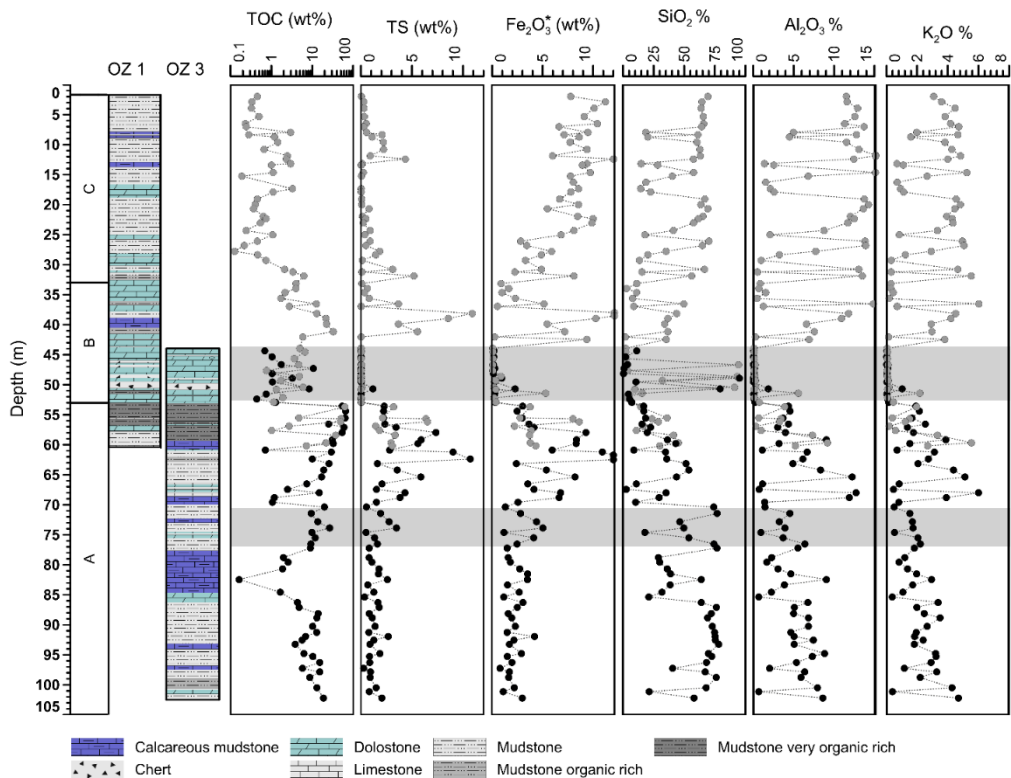 TOC (wt%) TS (wt%) Fe₂O₃* (wt%) SiO₂ % Al₂O₃ % K₂O %
OZ 1 OZ 3
0.1 1 10 100 0 5 10 0 5 10 0 25 50 75 100 0 5 10 15 0 2 4 6 8
Depth (m)
0
5
10
15
20
25
30
35
40
45
50
55
60
65
70
75
80
85
90
95
100
105
C
B
A
Calcareous mudstone Dolostone Mudstone Mudstone very organic rich
Chert Limestone Mudstone organic rich